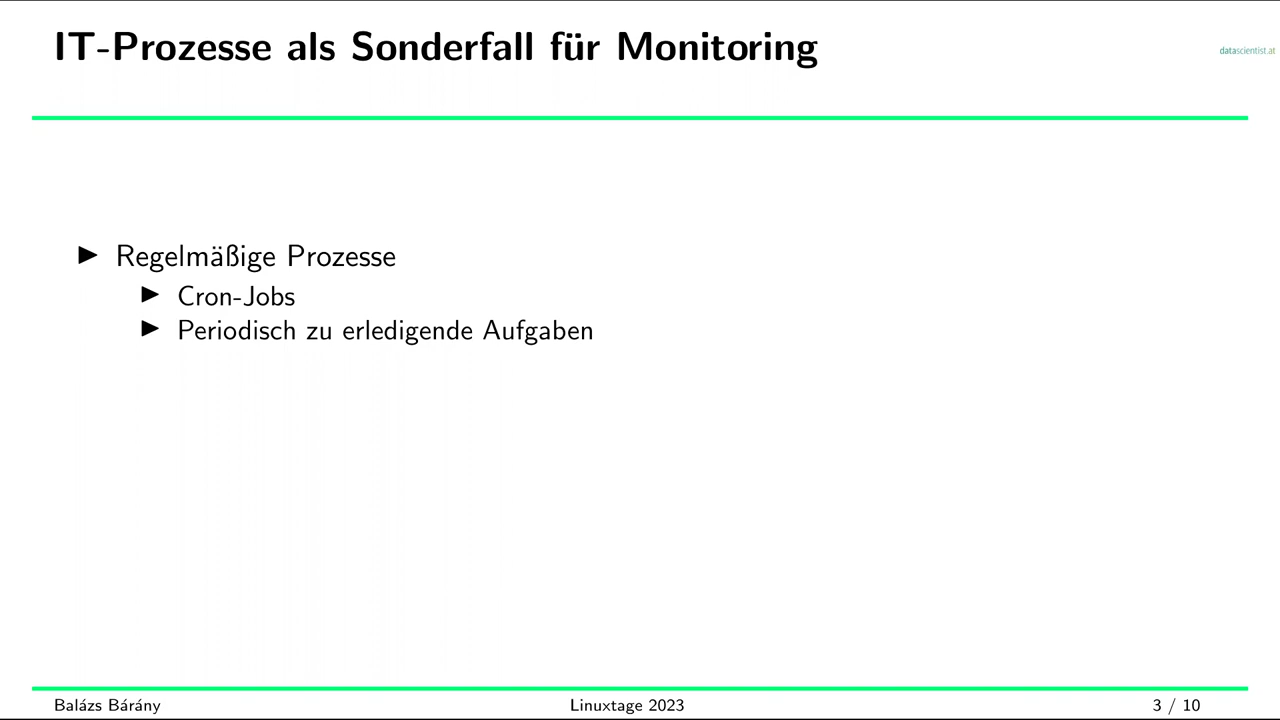 IT-Prozesse als Sonderfall für Monitoring
datascientist.at
Regelmäßige Prozesse
Cron-Jobs
Periodisch zu erledigende Aufgaben
Balázs Bárány
Linuxtage 2023
3 / 10